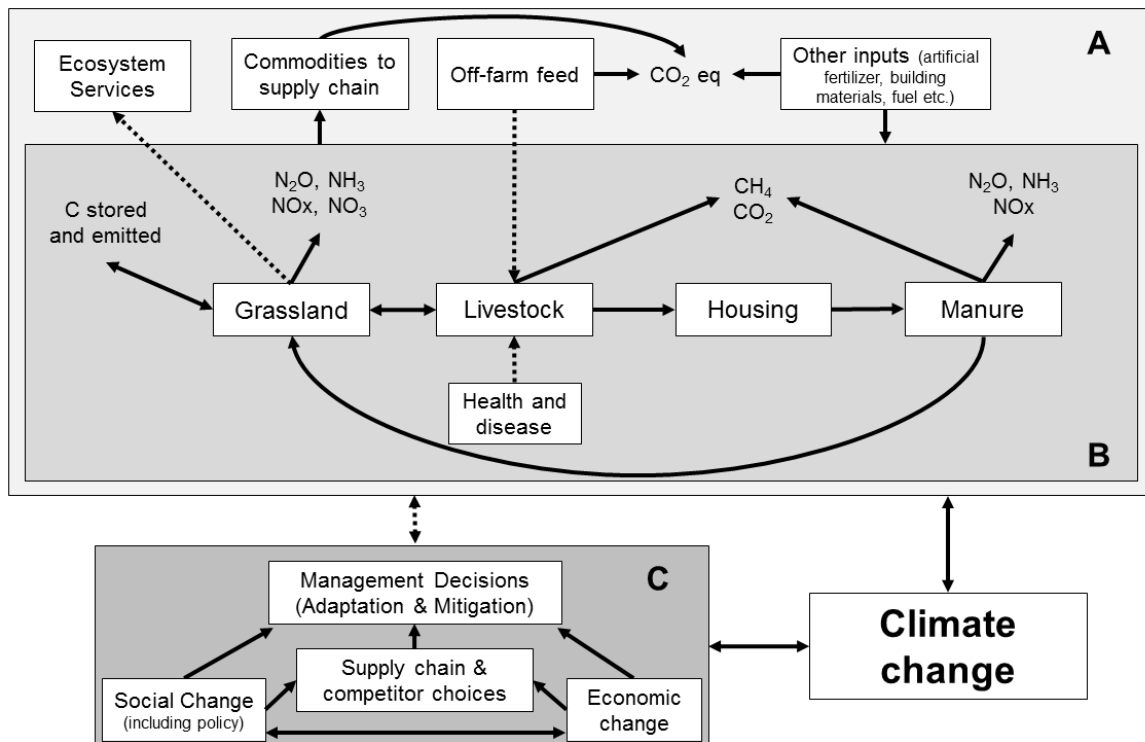 A
Ecosystem
Services
Commodities to
supply chain
Off-farm feed
CO₂ eq
Other inputs (artificial
fertilizer, building
materials, fuel etc.)
C stored
and emitted
N₂O, NH₃
NOx, NO₃
CH₄
CO₂
N₂O, NH₃
NOx
Grassland
Livestock
Housing
Manure
Health and
disease
B
C
Management Decisions
(Adaptation & Mitigation)
Supply chain &
competitor choices
Social Change
(including policy)
Economic
change
Climate
change